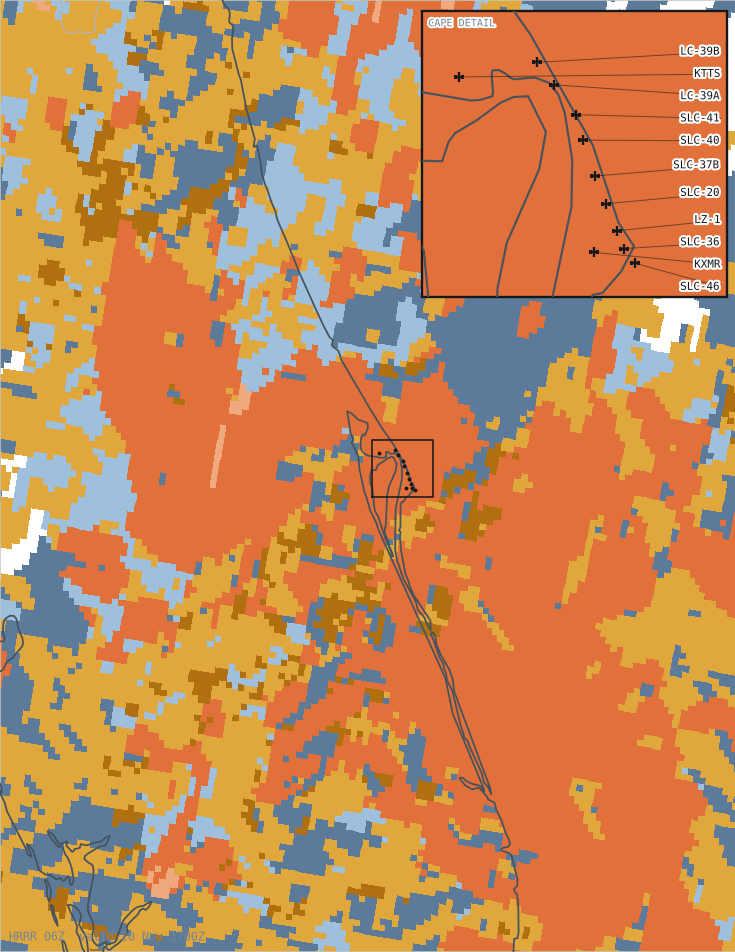 CAPE DETAIL
LC-39B
KTTS
LC-39A
SLC-41
SLC-40
SLC-37B
SLC-20
LZ-1
SLC-36
KXMR
SLC-46
HRRR 06Z